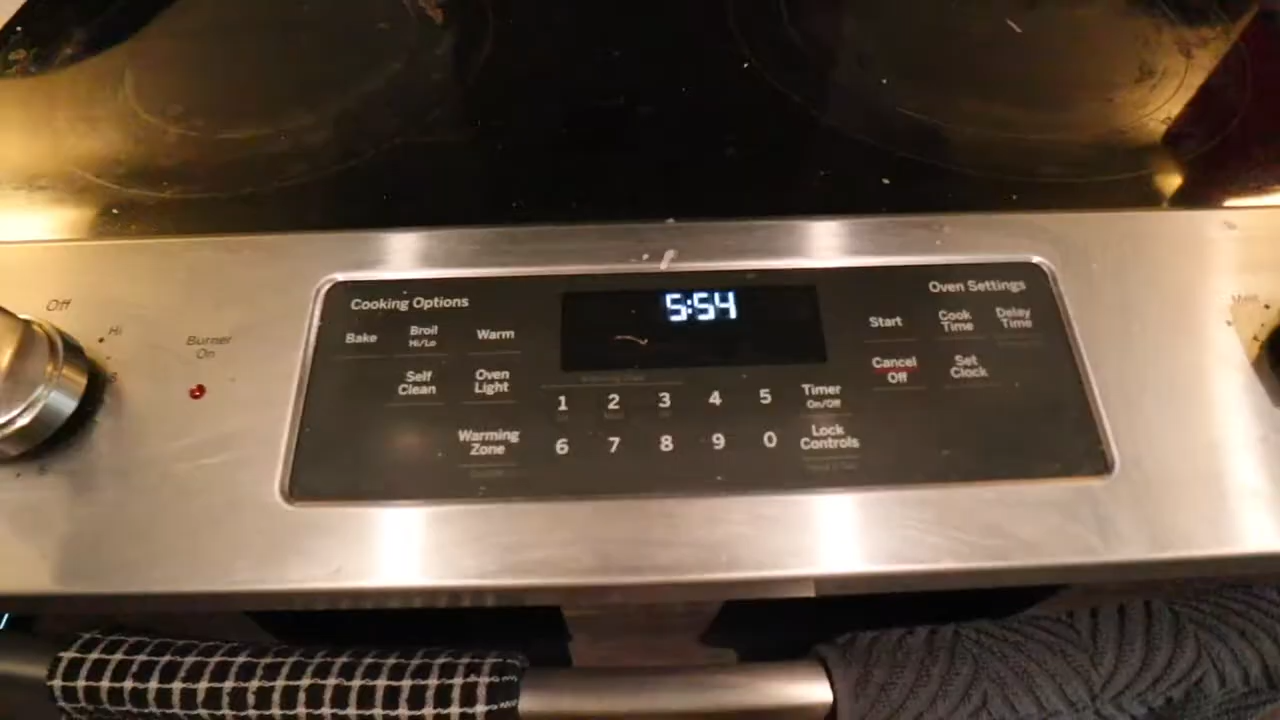 Off
Hi
Burner
On
Cooking Options
Bake
Broil
Hi/Lo
Warm
Self
Clean
Oven
Light
Warming
Zone
5:54
1 2 3 4 5
6 7 8 9 0
Timer
On/Off
Lock
Controls
Oven Settings
Start
Cook
Time
Delay
Time
Cancel
Off
Set
Clock